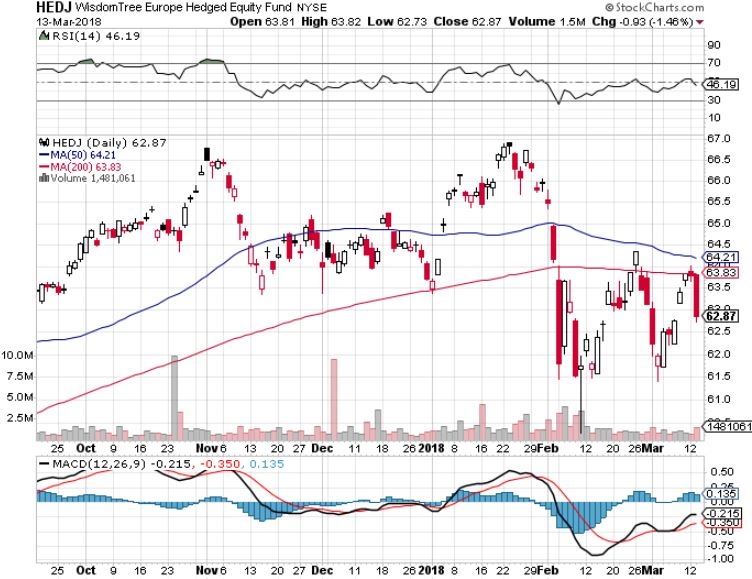 HEDJ WisdomTree Europe Hedged Equity Fund NYSE © StockCharts.com
13-Mar-2018 Open 63.81 High 63.82 Low 62.73 Close 62.87 Volume 1.5M Chg -0.93 (-1.46%)
RSI(14) 46.19
90
70
50
46.19
30
10
HEDJ (Daily) 62.87
MA(50) 64.21
MA(200) 63.83
Volume 1,481,061
67.0
66.5
66.0
65.5
65.0
64.5
64.21
64.0
63.83
63.5
62.87
62.5
62.0
61.5
61.0
10.0M
7.5M
5.0M
2.5M
1481061
25 Oct 9 16 23 Nov 6 13 20 27 Dec 11 18 26 2018 8 16 22 29 Feb 12 20 26 Mar 12
MACD(12,26,9) -0.215, -0.350, 0.135
0.50
0.25
0.135
0.00
-0.215
-0.350
-0.50
-0.75
-1.00
25 Oct 9 16 23 Nov 6 13 20 27 Dec 11 18 26 2018 8 16 22 29 Feb 12 20 26 Mar 12